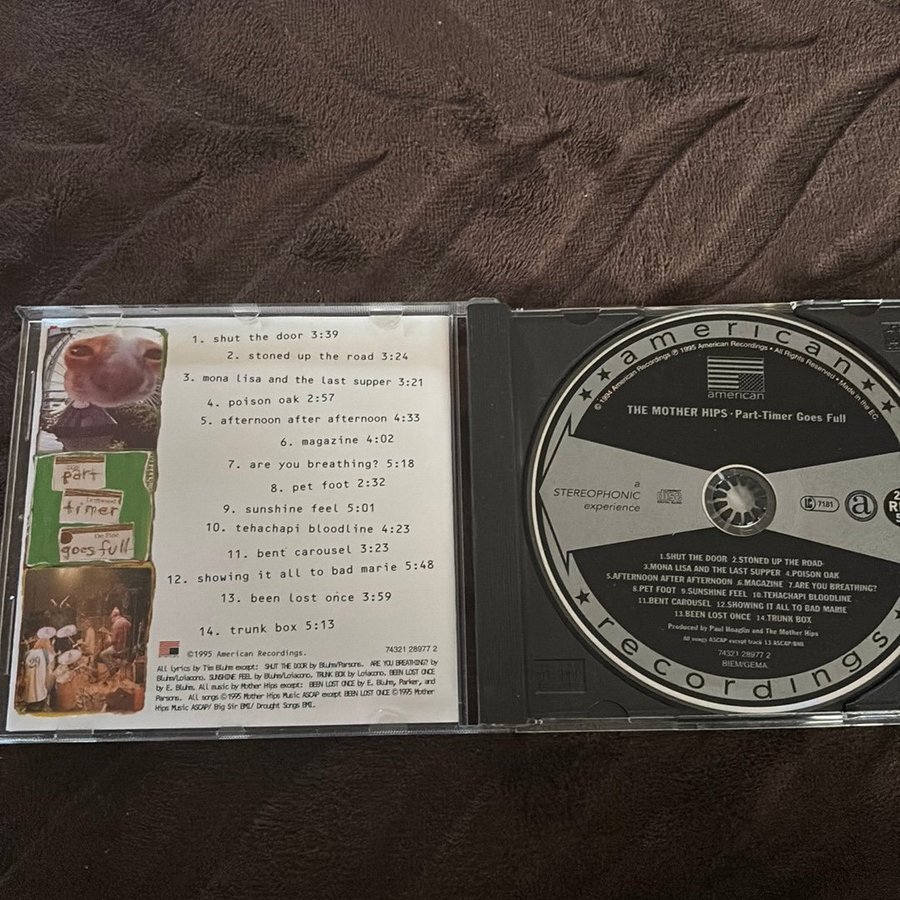 part
timer
goes full
1. shut the door 3:39
2. stoned up the road 3:24
3. mona lisa and the last supper 3:21
4. poison oak 2:57
5. afternoon after afternoon 4:33
6. magazine 4:02
7. are you breathing? 5:18
8. pet foot 2:32
9. sunshine feel 5:01
10. tehachapi bloodline 4:23
11. bent carousel 3:23
12. showing it all to bad marie 5:48
13. been lost once 3:59
14. trunk box 5:13
©1995 American Recordings.
74321 28977 2
All Lyrics by Tim Bluhm except: SHUT THE DOOR by Bluhm/Parsons. ARE YOU BREATHING? by
Bluhm/Loiacono. SUNSHINE FEEL by Bluhm/Loiacono. TRUNK BOX by Loiacono. BEEN LOST ONCE
by E. Bluhm. All music by Mother Hips except: BEEN LOST ONCE by E. Bluhm, Parker, and
Parsons. All songs ©1995 Mother Hips Music ASCAP except BEEN LOST ONCE ©1995 Mother
Hips Music ASCAP/ Big Sir BMI/ Drought Songs BMI.
american
© 1994 American Recordings ℗ 1995 American Recordings • All Rights Reserved • Made in the EC.
american
THE MOTHER HIPS · Part-Timer Goes Full
a
STEREOPHONIC
experience
LC
7181
a
1.SHUT THE DOOR 2.STONED UP THE ROAD
3.MONA LISA AND THE LAST SUPPER 4.POISON OAK
5.AFTERNOON AFTER AFTERNOON 6.MAGAZINE 7.ARE YOU BREATHING?
8.PET FOOT 9.SUNSHINE FEEL 10.TEHACHAPI BLOODLINE
11.BENT CAROUSEL 12.SHOWING IT ALL TO BAD MARIE
13.BEEN LOST ONCE 14.TRUNK BOX
Produced by Paul Hoaglin and The Mother Hips
All songs ASCAP except track 13 ASCAP/BMI
74321 28977 2
BIEM/GEMA
recordings